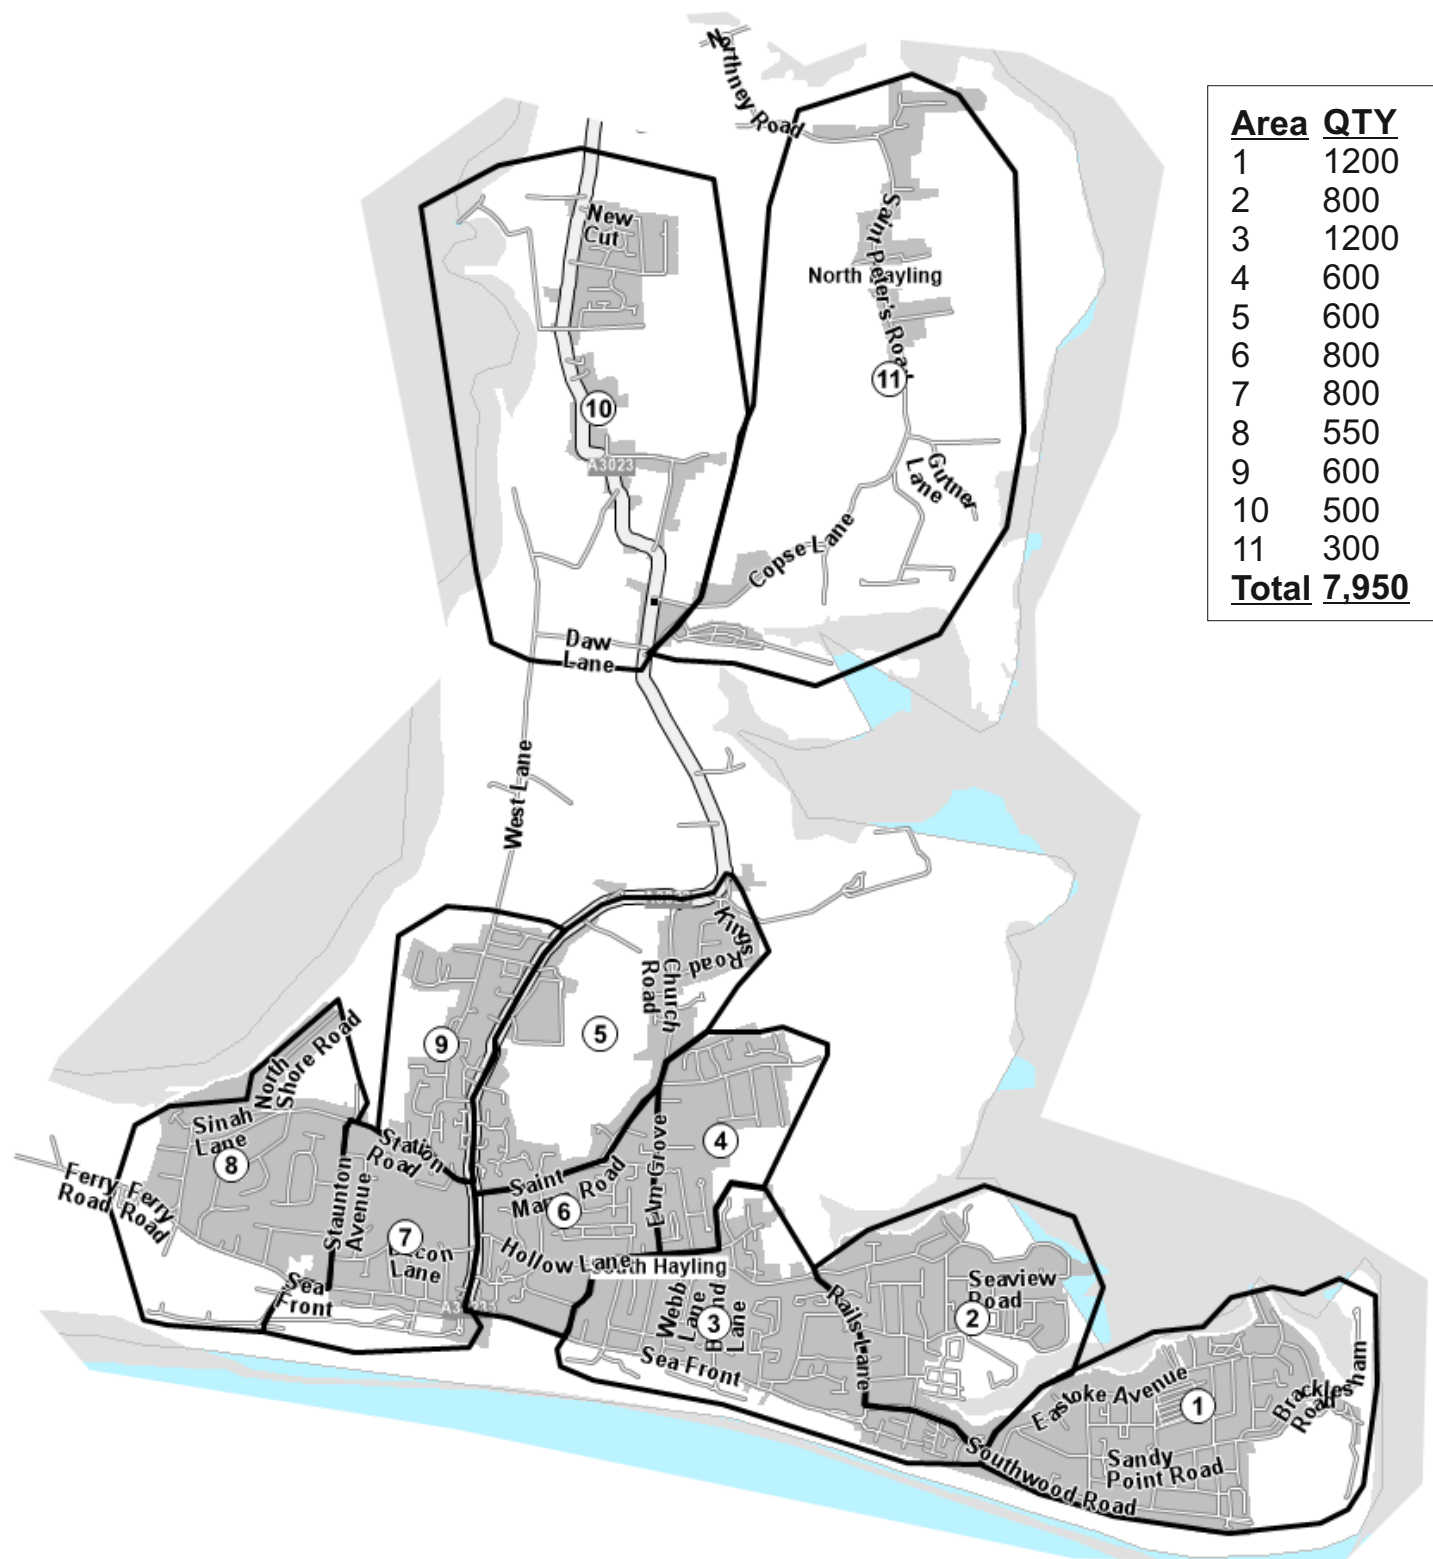 Northney Road
Area QTY
1 1200
2 800
3 1200
4 600
5 600
6 800
7 800
8 550
9 600
10 500
11 300
Total 7,950
New
Cut
Saint Peter's Road
North Hayling
11
10
A3023
Gutner
Lane
Copse Lane
Daw
Lane
West Lane
Kings
Road
Church
Road
5
9
North
Shore Road
Sinah
Lane
8
Station
Road
4
Elm Grove
Saint
Road
6
Ferry
Road
Ferry
Road
Staunton
Avenue
7
Lane
Hollow Lane
South Hayling
Sea
Front
Webb
Lane
Lane
3
Sea Front
Rails Lane
Seaview
Road
2
Eastoke Avenue
1
Bracklesham
Road
Sandy
Point Road
Southwood Road